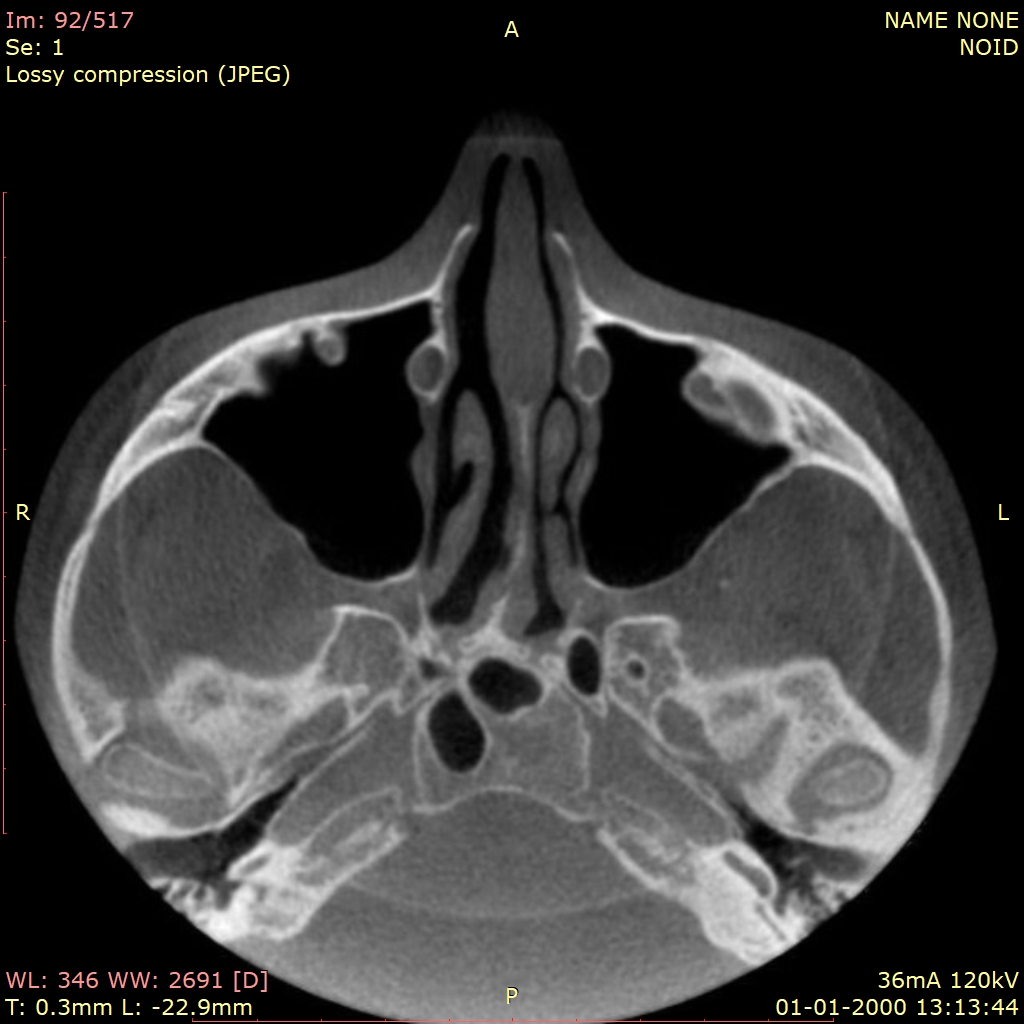 Im: 92/517
Se: 1
Lossy compression (JPEG)
A
NAME NONE
NOID
R
L
WL: 346 WW: 2691 [D]
T: 0.3mm L: -22.9mm
P
36mA 120kV
01-01-2000 13:13:44